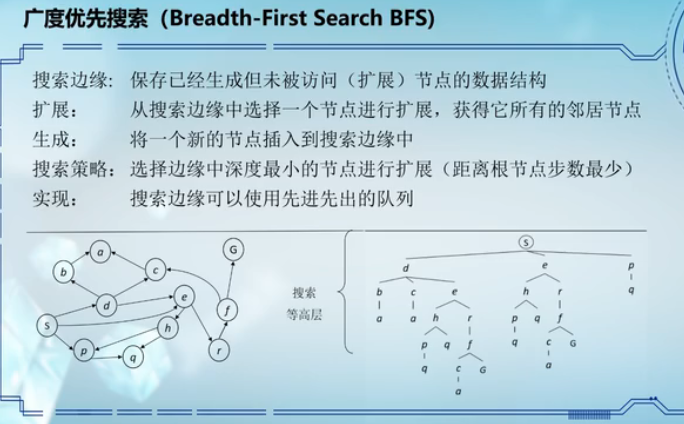 广度优先搜索（Breadth-First Search BFS)
搜索边缘: 保存已经生成但未被访问（扩展）节点的数据结构
扩展： 从搜索边缘中选择一个节点进行扩展，获得它所有的邻居节点
生成： 将一个新的节点插入到搜索边缘中
搜索策略：选择边缘中深度最小的节点进行扩展（距离根节点步数最少）
实现： 搜索边缘可以使用先进先出的队列
a
G
b
c
e
d
f
S
h
p
q
r
搜索
等高层
S
d e p
b c e h r q
a a h r p q f
p q f q c G
q c G a
a